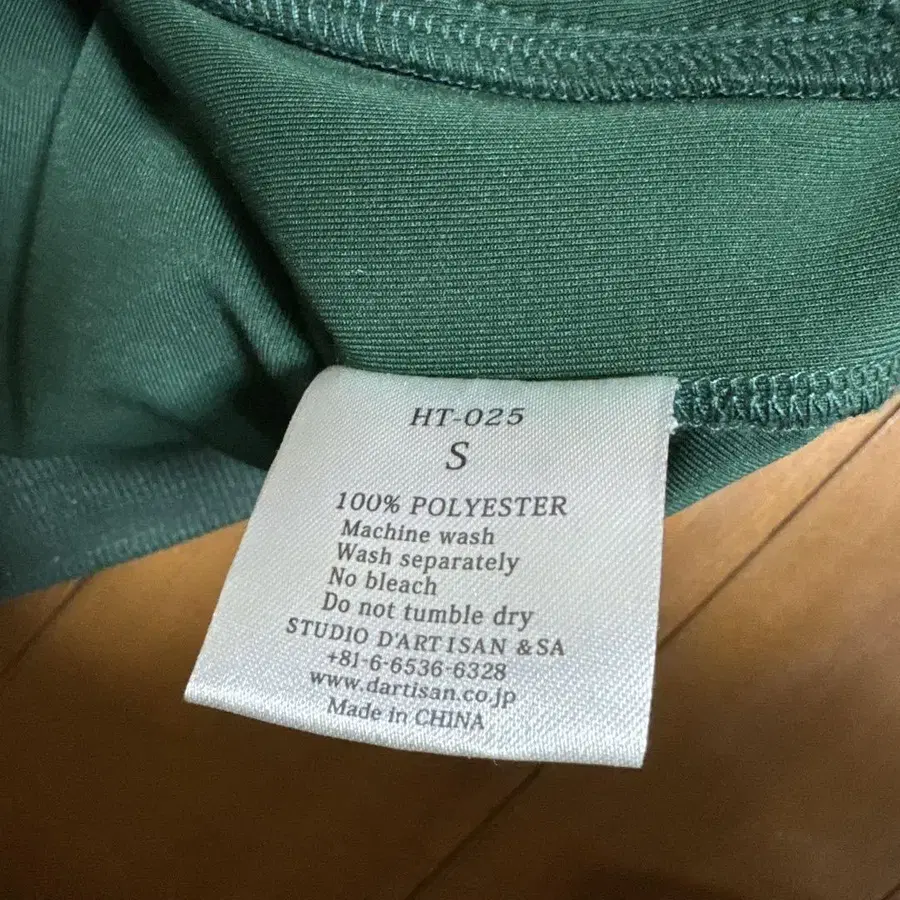 HT-025
S
100% POLYESTER
Machine wash
Wash separately
No bleach
Do not tumble dry
STUDIO D'ARTISAN &SA
+81-6-6536-6328
www.dartisan.co.jp
Made in CHINA